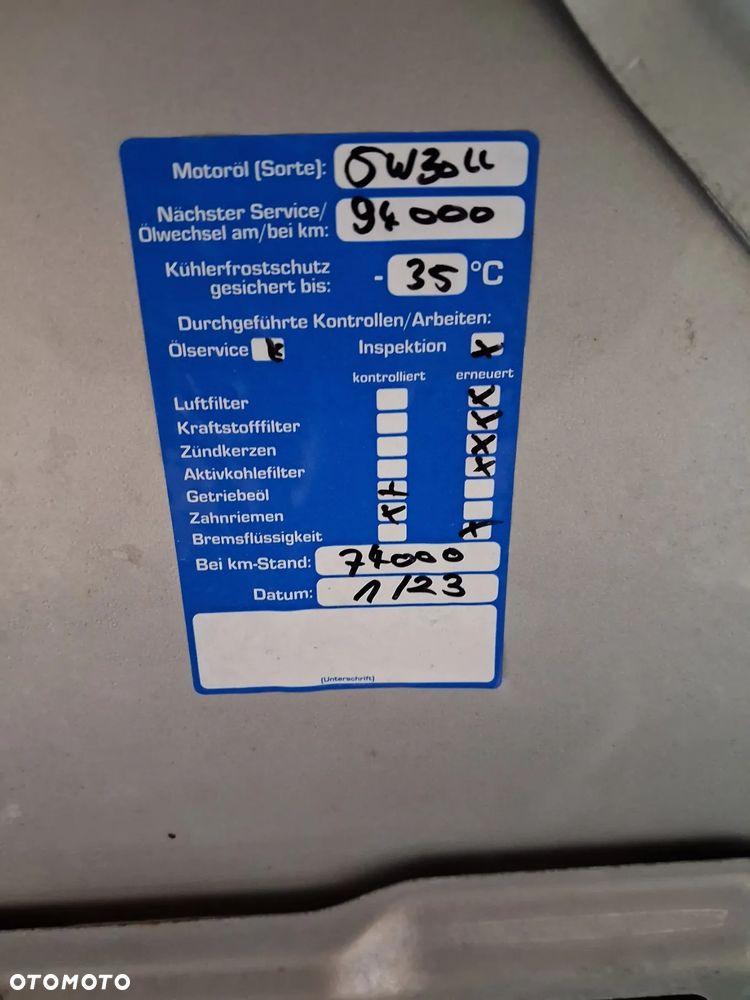 Motoröl (Sorte): 5W30LL
Nächster Service/
Ölwechsel am/bei km: 94000
Kühlerfrostschutz
gesichert bis: - 35 °C
Durchgeführte Kontrollen/Arbeiten:
Ölservice x Inspektion x
kontrolliert erneuert
Luftfilter x
Kraftstofffilter x
Zündkerzen x
Aktivkohlefilter x
Getriebeöl x
Zahnriemen x
Bremsflüssigkeit x
Bei km-Stand: 74000
Datum: 1/23
(Unterschrift)
OTOMOTO